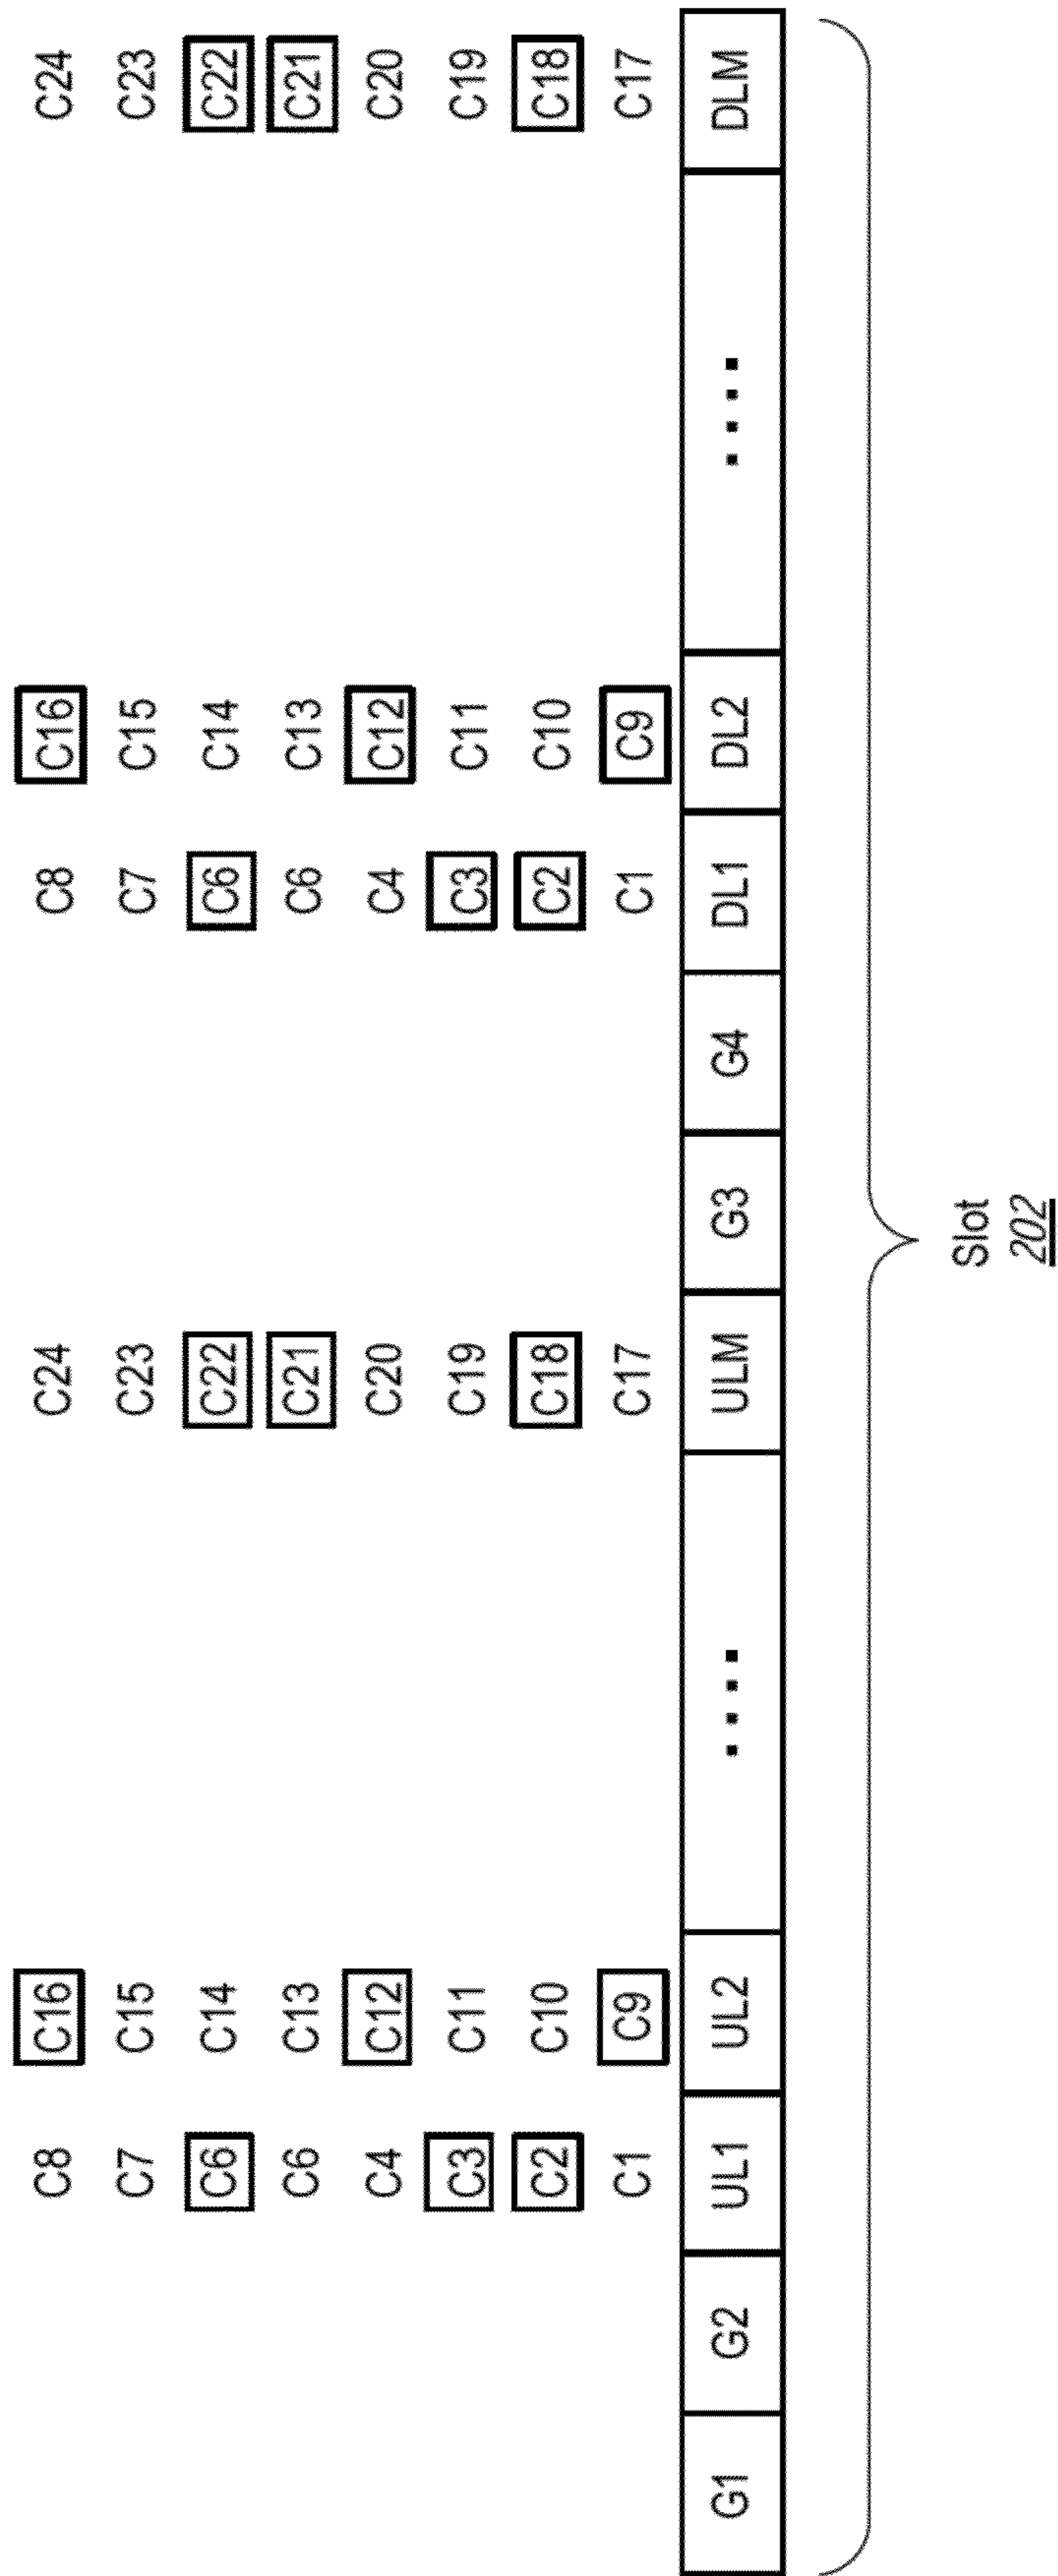 C8 C16 C24 C8 C16 C24
C7 C15 C23 C7 C15 C23
C6 C14 C22 C6 C14 C22
C6 C13 C21 C6 C13 C21
C4 C12 C20 C4 C12 C20
C3 C11 C19 C3 C11 C19
C2 C10 C18 C2 C10 C18
C1 C9 C17 C1 C9 C17
G1 G2 UL1 UL2 .... ULM G3 G4 DL1 DL2 .... DLM
Slot
202